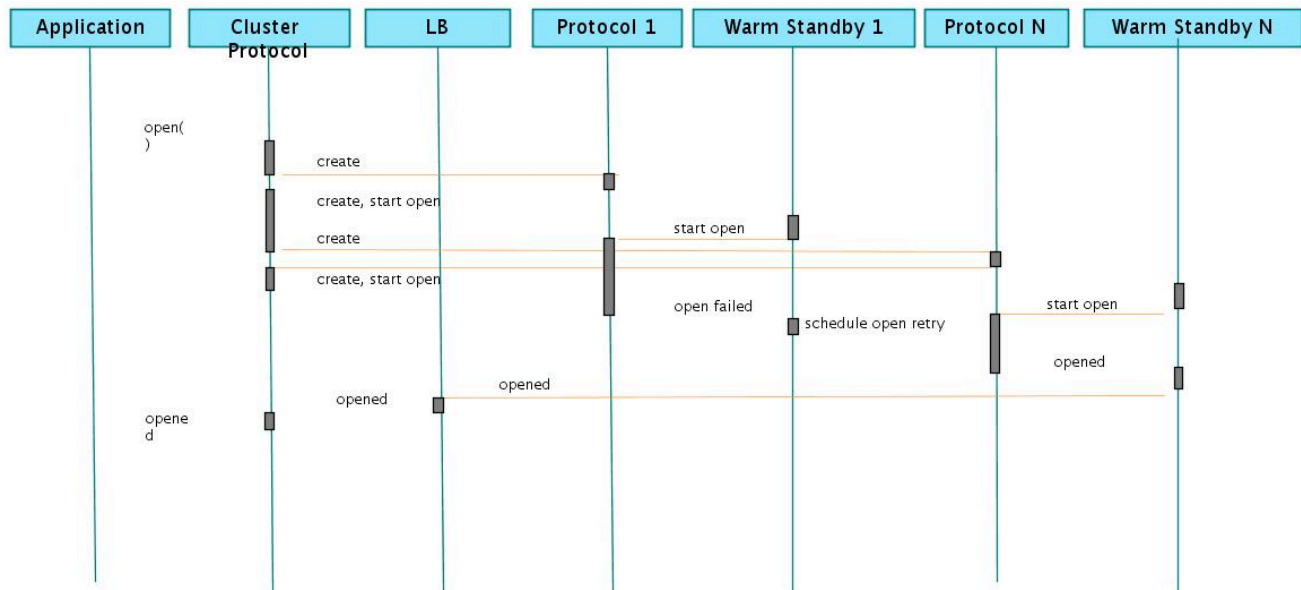 Application
Cluster
Protocol
LB
Protocol 1
Warm Standby 1
Protocol N
Warm Standby N
open(
)
create
create, start open
start open
create
create, start open
open failed
start open
schedule open retry
opened
opened
opened
opene
d